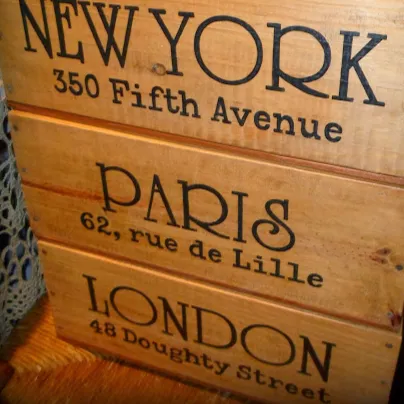 NEW YORK
350 Fifth Avenue
PARIS
62, rue de Lille
LONDON
48 Doughty Street